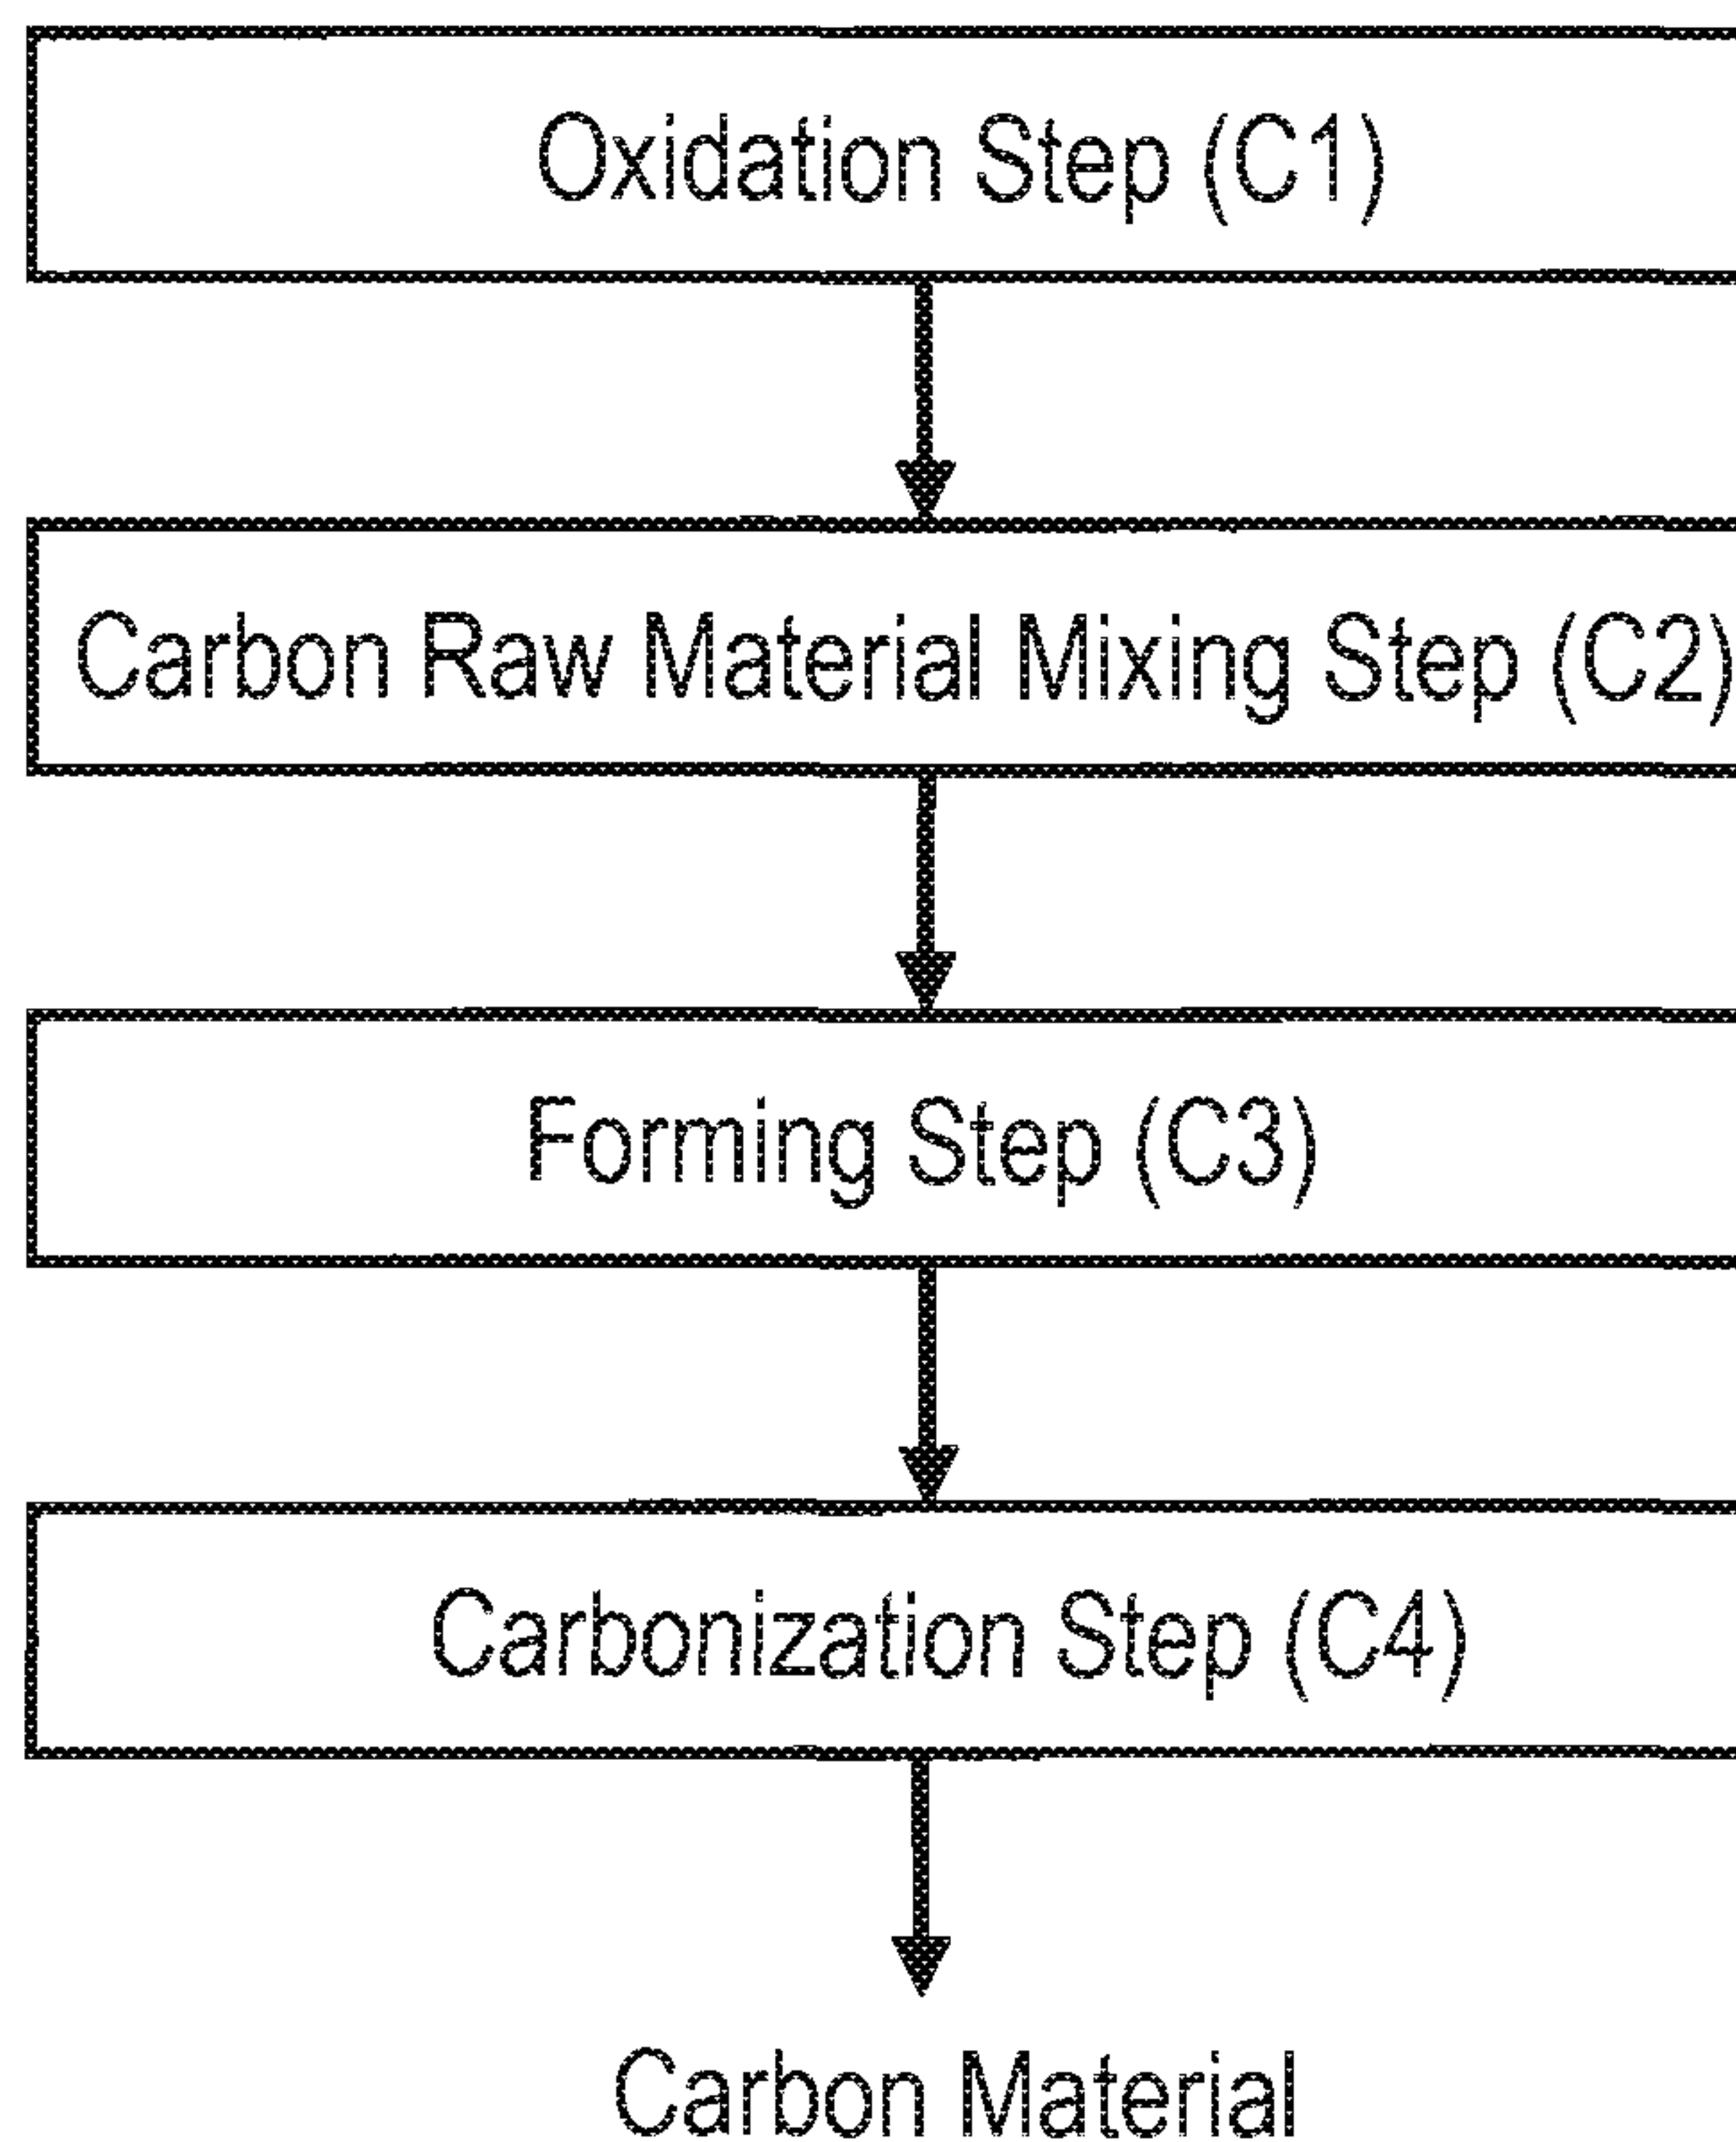 Oxidation Step (C1)
Carbon Raw Material Mixing Step (C2)
Forming Step (C3)
Carbonization Step (C4)
Carbon Material